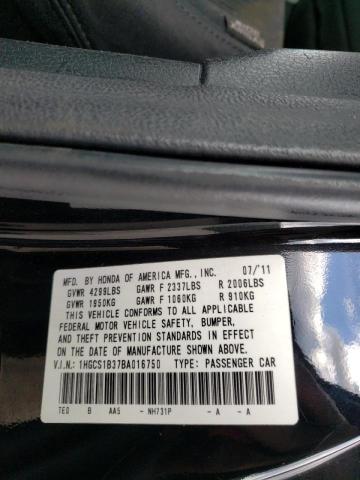 MFD. BY HONDA OF AMERICA MFG., INC. 07/'11
GVWR 4299LBS GAWR F 2337LBS R 2006LBS
GVWR 1950KG GAWR F 1060KG R 910KG
THIS VEHICLE CONFORMS TO ALL APPLICABLE
FEDERAL MOTOR VEHICLE SAFETY, BUMPER,
AND THEFT PREVENTION STANDARDS IN EFFECT
ON THE DATE OF MANUFACTURE SHOWN ABOVE.
V.I.N.: 1HGCS1B37BA016750 TYPE: PASSENGER CAR
TE0 B AA5 - NH731P - A - A